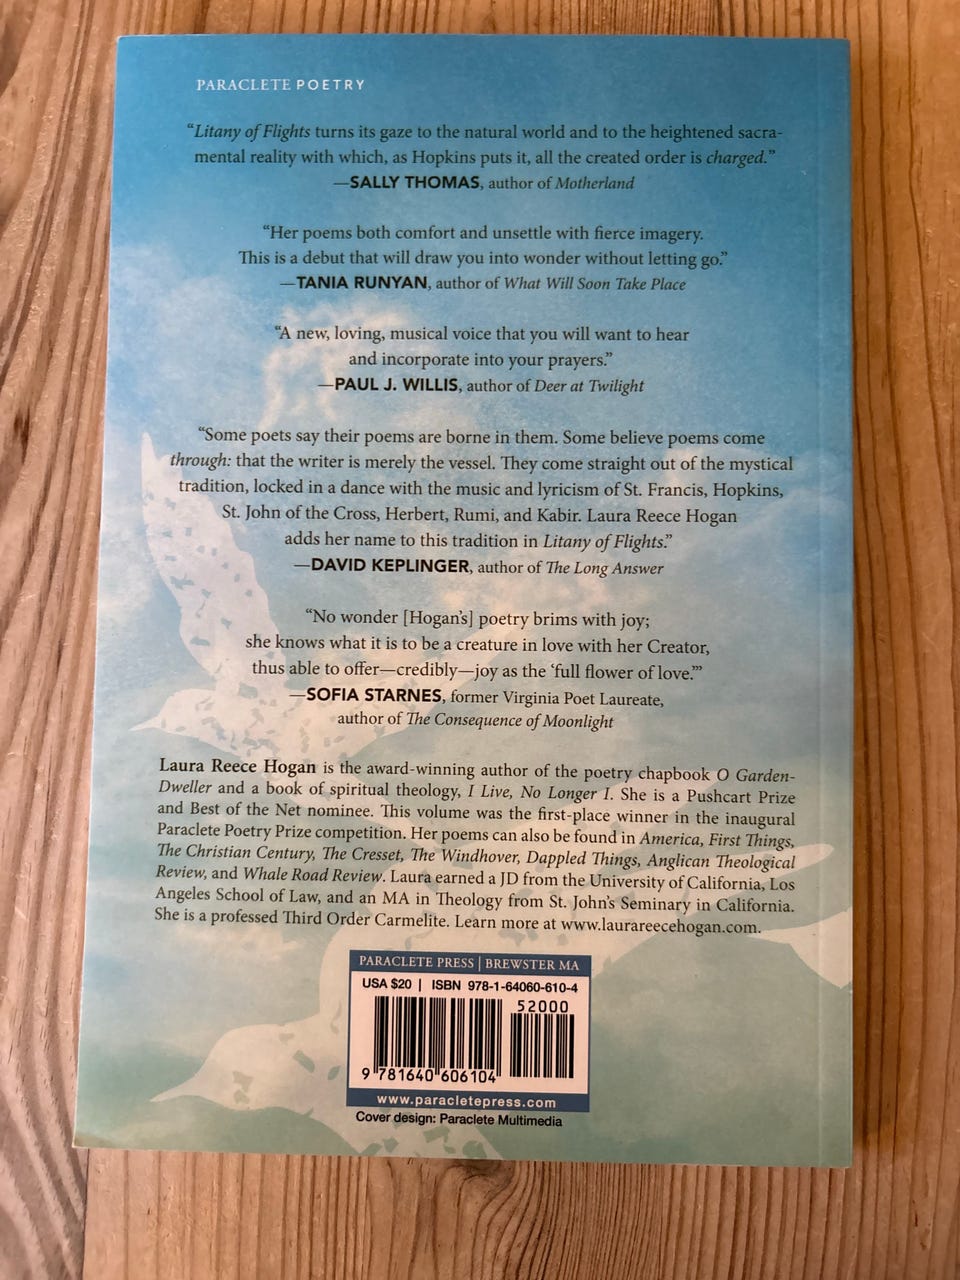 PARACLETE POETRY
“Litany of Flights turns its gaze to the natural world and to the heightened sacra-
mental reality with which, as Hopkins puts it, all the created order is charged.”
—SALLY THOMAS, author of Motherland
“Her poems both comfort and unsettle with fierce imagery.
This is a debut that will draw you into wonder without letting go.”
—TANIA RUNYAN, author of What Will Soon Take Place
“A new, loving, musical voice that you will want to hear
and incorporate into your prayers.”
—PAUL J. WILLIS, author of Deer at Twilight
“Some poets say their poems are borne in them. Some believe poems come
through: that the writer is merely the vessel. They come straight out of the mystical
tradition, locked in a dance with the music and lyricism of St. Francis, Hopkins,
St. John of the Cross, Herbert, Rumi, and Kabir. Laura Reece Hogan
adds her name to this tradition in Litany of Flights.”
—DAVID KEPLINGER, author of The Long Answer
“No wonder [Hogan’s] poetry brims with joy;
she knows what it is to be a creature in love with her Creator,
thus able to offer—credibly—joy as the ‘full flower of love.’”
—SOFIA STARNES, former Virginia Poet Laureate,
author of The Consequence of Moonlight
Laura Reece Hogan is the award-winning author of the poetry chapbook O Garden-
Dweller and a book of spiritual theology, I Live, No Longer I. She is a Pushcart Prize
and Best of the Net nominee. This volume was the first-place winner in the inaugural
Paraclete Poetry Prize competition. Her poems can also be found in America, First Things,
The Christian Century, The Cresset, The Windhover, Dappled Things, Anglican Theological
Review, and Whale Road Review. Laura earned a JD from the University of California, Los
Angeles School of Law, and an MA in Theology from St. John’s Seminary in California.
She is a professed Third Order Carmelite. Learn more at www.laurareecehogan.com.
PARACLETE PRESS | BREWSTER MA
USA $20 | ISBN 978-1-64060-610-4
52000
9 781640 606104
www.paracletepress.com
Cover design: Paraclete Multimedia